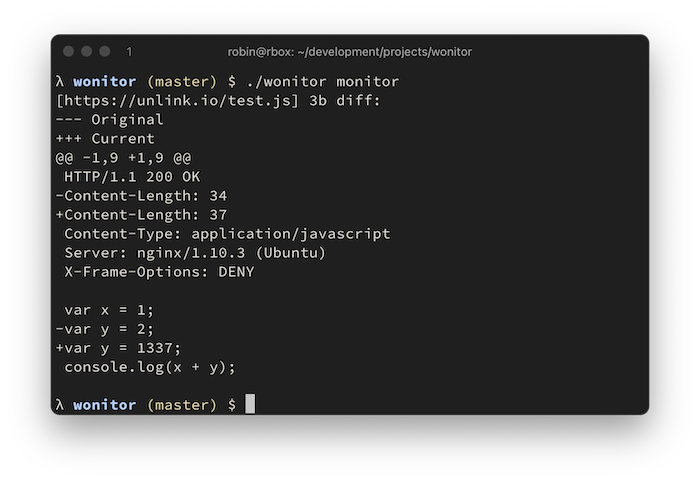 1 robin@rbox: ~/development/projects/wonitor
λ wonitor (master) $ ./wonitor monitor
[https://unlink.io/test.js] 3b diff:
--- Original
+++ Current
@@ -1,9 +1,9 @@
 HTTP/1.1 200 OK
-Content-Length: 34
+Content-Length: 37
 Content-Type: application/javascript
 Server: nginx/1.10.3 (Ubuntu)
 X-Frame-Options: DENY

 var x = 1;
-var y = 2;
+var y = 1337;
 console.log(x + y);

λ wonitor (master) $